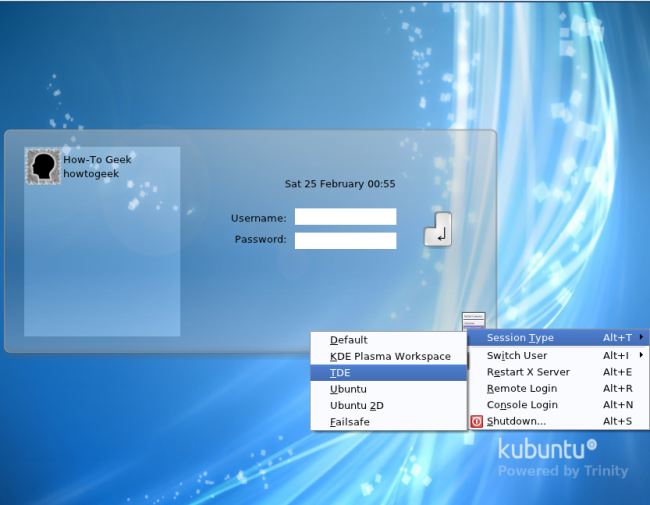 How-To Geek
howtogeek
Sat 25 February 00:55
Username:
Password:
Default
KDE Plasma Workspace
TDE
Ubuntu
Ubuntu 2D
Failsafe
Session Type Alt+T
Switch User Alt+I
Restart X Server Alt+E
Remote Login Alt+R
Console Login Alt+N
Shutdown... Alt+S
kubuntu
Powered by Trinity